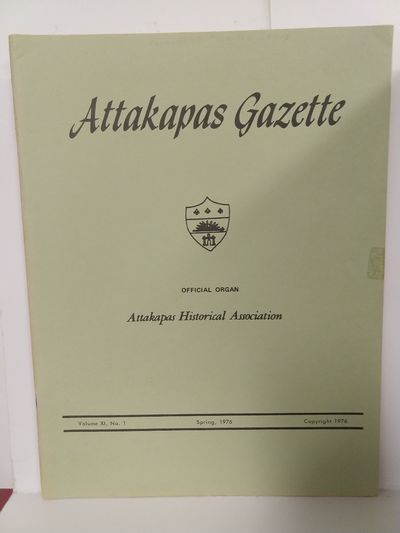 Attakapas Gazette
OFFICIAL ORGAN
Attakapas Historical Association
Volume XI, No. 1 Spring, 1976 Copyright 1976